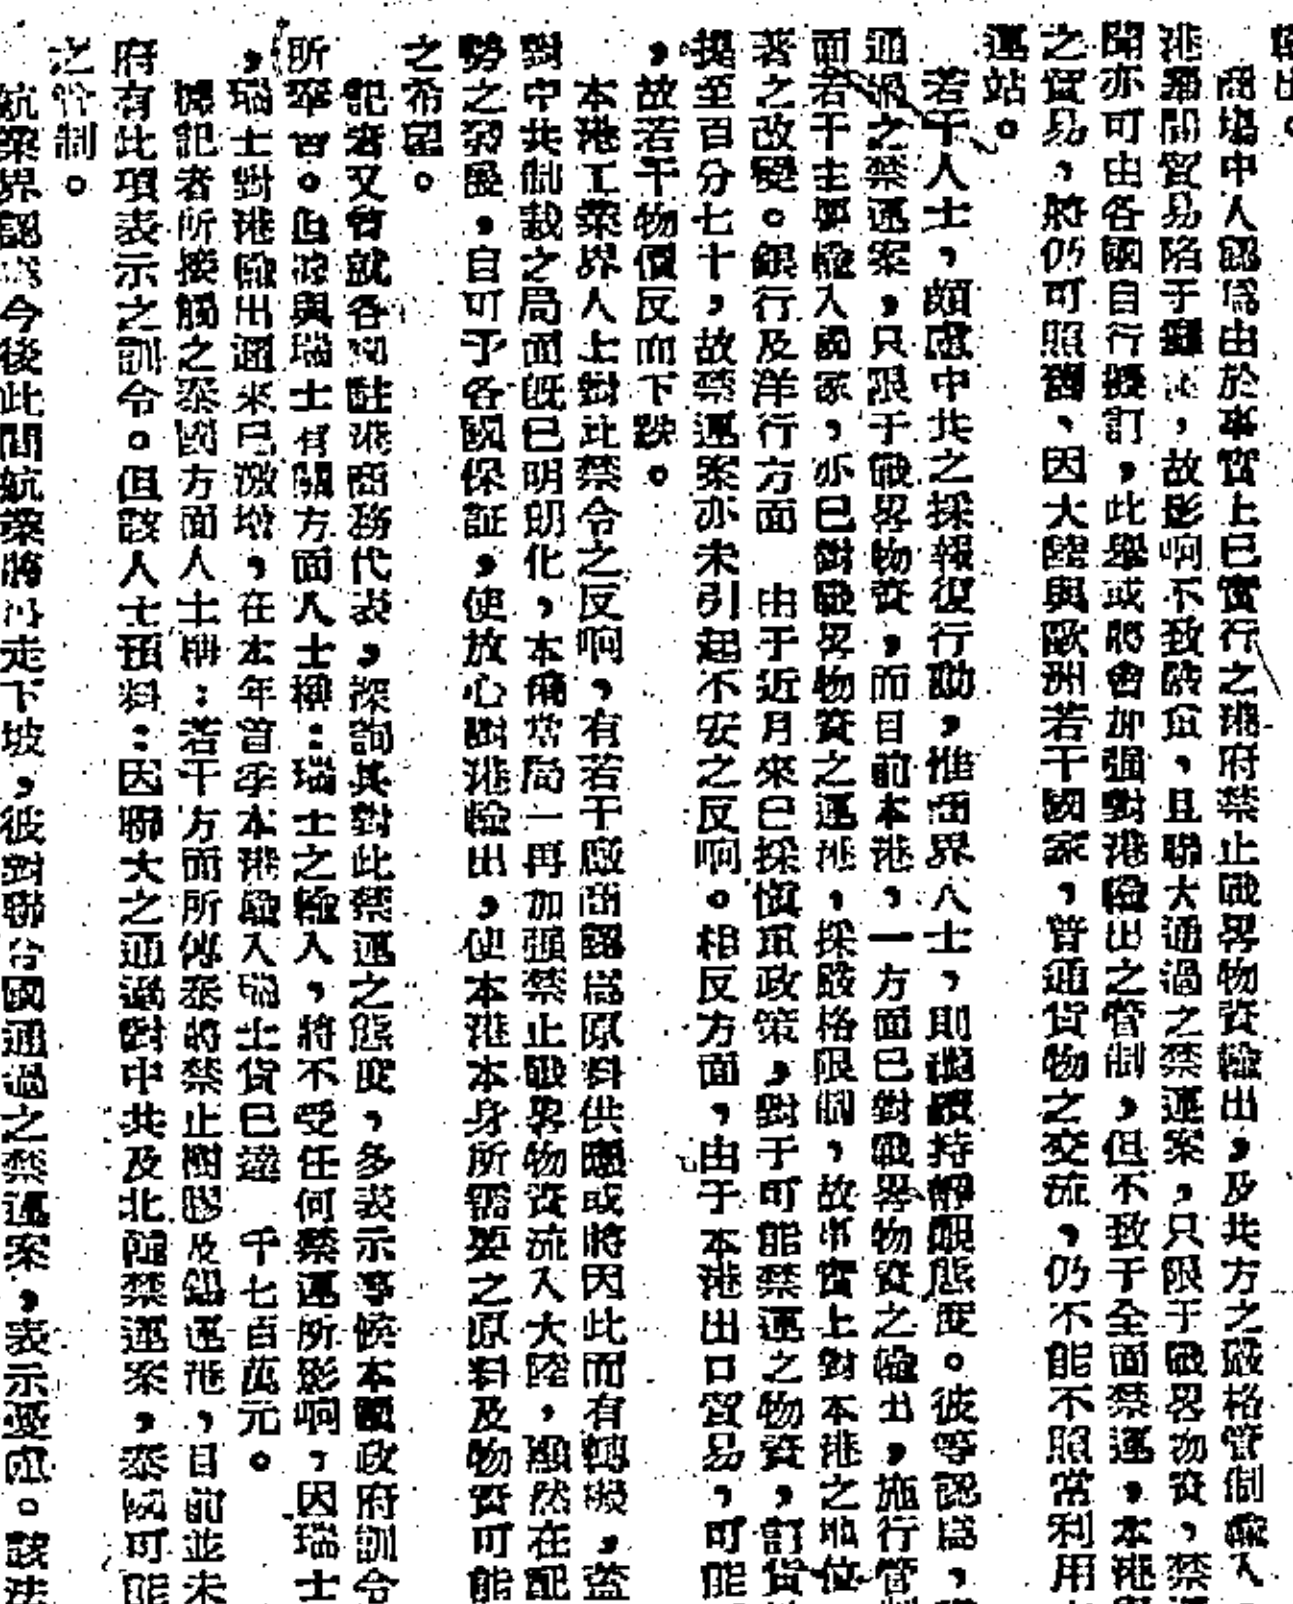 輸出。
商場中人認爲由於事實上已實行之港府禁止戰畧物資輸出,及共方之嚴格管制輸入,
港滬間貿易陷于,故影响不致嚴重,且聯大通過之禁運案,只限于戰畧物資,禁運
聞亦可由各國自行擬訂,此舉或將會加强對港輸出之管制,但不致于全面禁運,本港與
之貿易,將仍可照舊、因大陸與歐洲若干國家,普通貨物之交流,仍不能不照常利用
運站。
若干人士,頗慮中共之採報復行動,惟商界人士,則繼續持靜觀態度。彼等認爲,
通過之禁運案,只限于戰畧物資,而目前本港,一方面已對戰畧物資之輸出,施行管制
而若干主要輸入國家,亦已對戰畧物資之運港,採嚴格限制,故事實上對本港之地位
著之改變。銀行及洋行方面 由于近月來已採愼重政策,對于可能禁運之物資,訂貨
提至百分七十,故禁運案亦未引起不安之反响。相反方面,由于本港出口貿易,可能
,故若干物價反而下跌。
本港工業界人士對此禁令之反响,有若干廠商認爲原料供應或將因此而有轉機,蓋
對中共制裁之局面既已明朗化,本備當局一再加强禁止戰畧物資流入大陸,顯然在配
勢之發展,自可予各國保証,使放心對港輸出,使本港本身所需要之原料及物資可能
之希望。
記者又曾就各國駐港商務代表,探詢其對此禁運之態度,多表示等候本國政府訓令
所罕言。但據與瑞士有關方面人士稱:瑞士之輸入,將不受任何禁運所影响,因瑞士
,瑞士對港輸出邇來已激增,在本年首季本港輸入瑞士貨已達 千七百萬元。
據記者所接觸之泰國方面人士稱:若干方面所傳泰將禁止樹膠及錫運港,目前並未
府有此項表示之訓令。但該人士預料:因聯大之通過對中共及北韓禁運案,泰國可能
之管制。
航業界認爲今後此間航業將再走下坡,彼對聯合國通過之禁運案,表示憂慮。該法